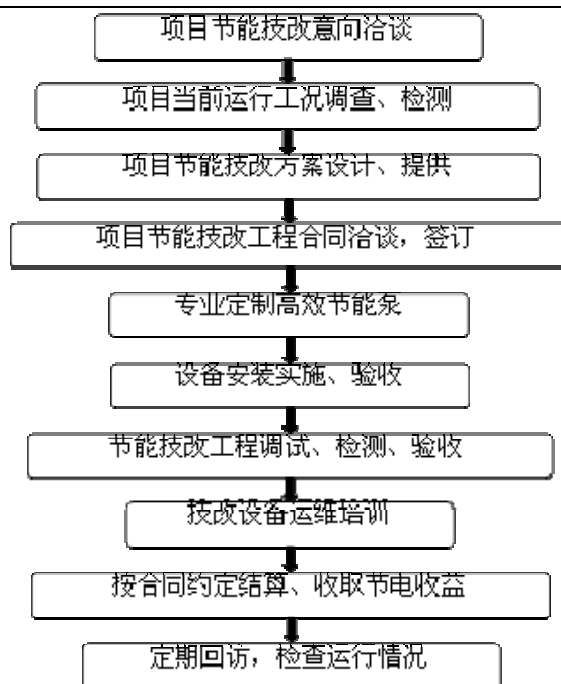 项目节能技改意向洽谈
项目当前运行工况调查、检测
项目节能技改方案设计、提供
项目节能技改工程合同洽谈，签订
专业定制高效节能泵
设备安装实施、验收
节能技改工程调试、检测、验收
技改设备运维培训
按合同约定结算、收取节电收益
定期回访，检查运行情况